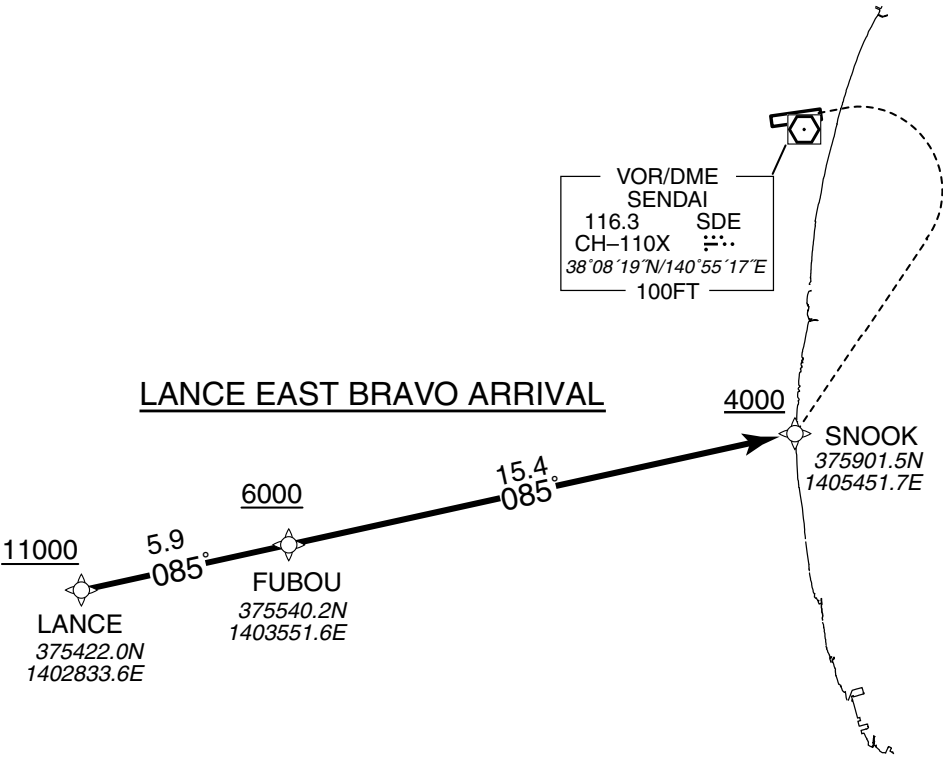 VOR/DME
SENDAI
116.3 SDE
CH–110X
38°08´19˝N/140°55´17˝E
100FT
LANCE EAST BRAVO ARRIVAL
4000
SNOOK
375901.5N
1405451.7E
15.4
085°
6000
5.9
085°
11000
FUBOU
375540.2N
1403551.6E
LANCE
375422.0N
1402833.6E